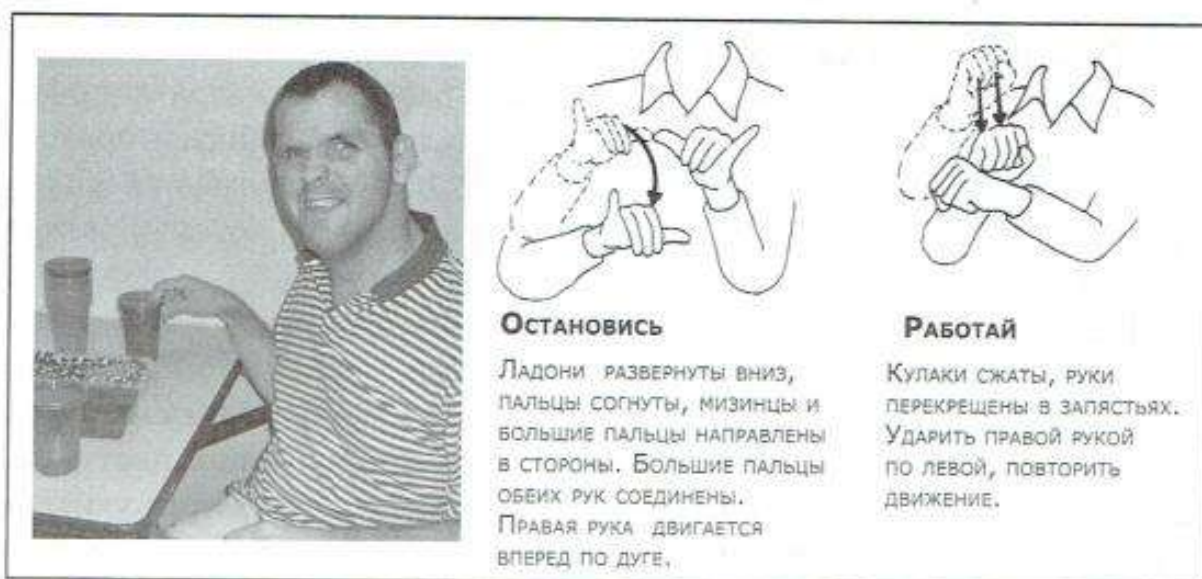 Остановись
Ладони развернуты вниз,
пальцы согнуты, мизинцы и
большие пальцы направлены
в стороны. Большие пальцы
обеих рук соединены.
Правая рука двигается
вперед по дуге.
Работай
Кулаки сжаты, руки
перекрещены в запястьях.
Ударить правой рукой
по левой, повторить
движение.